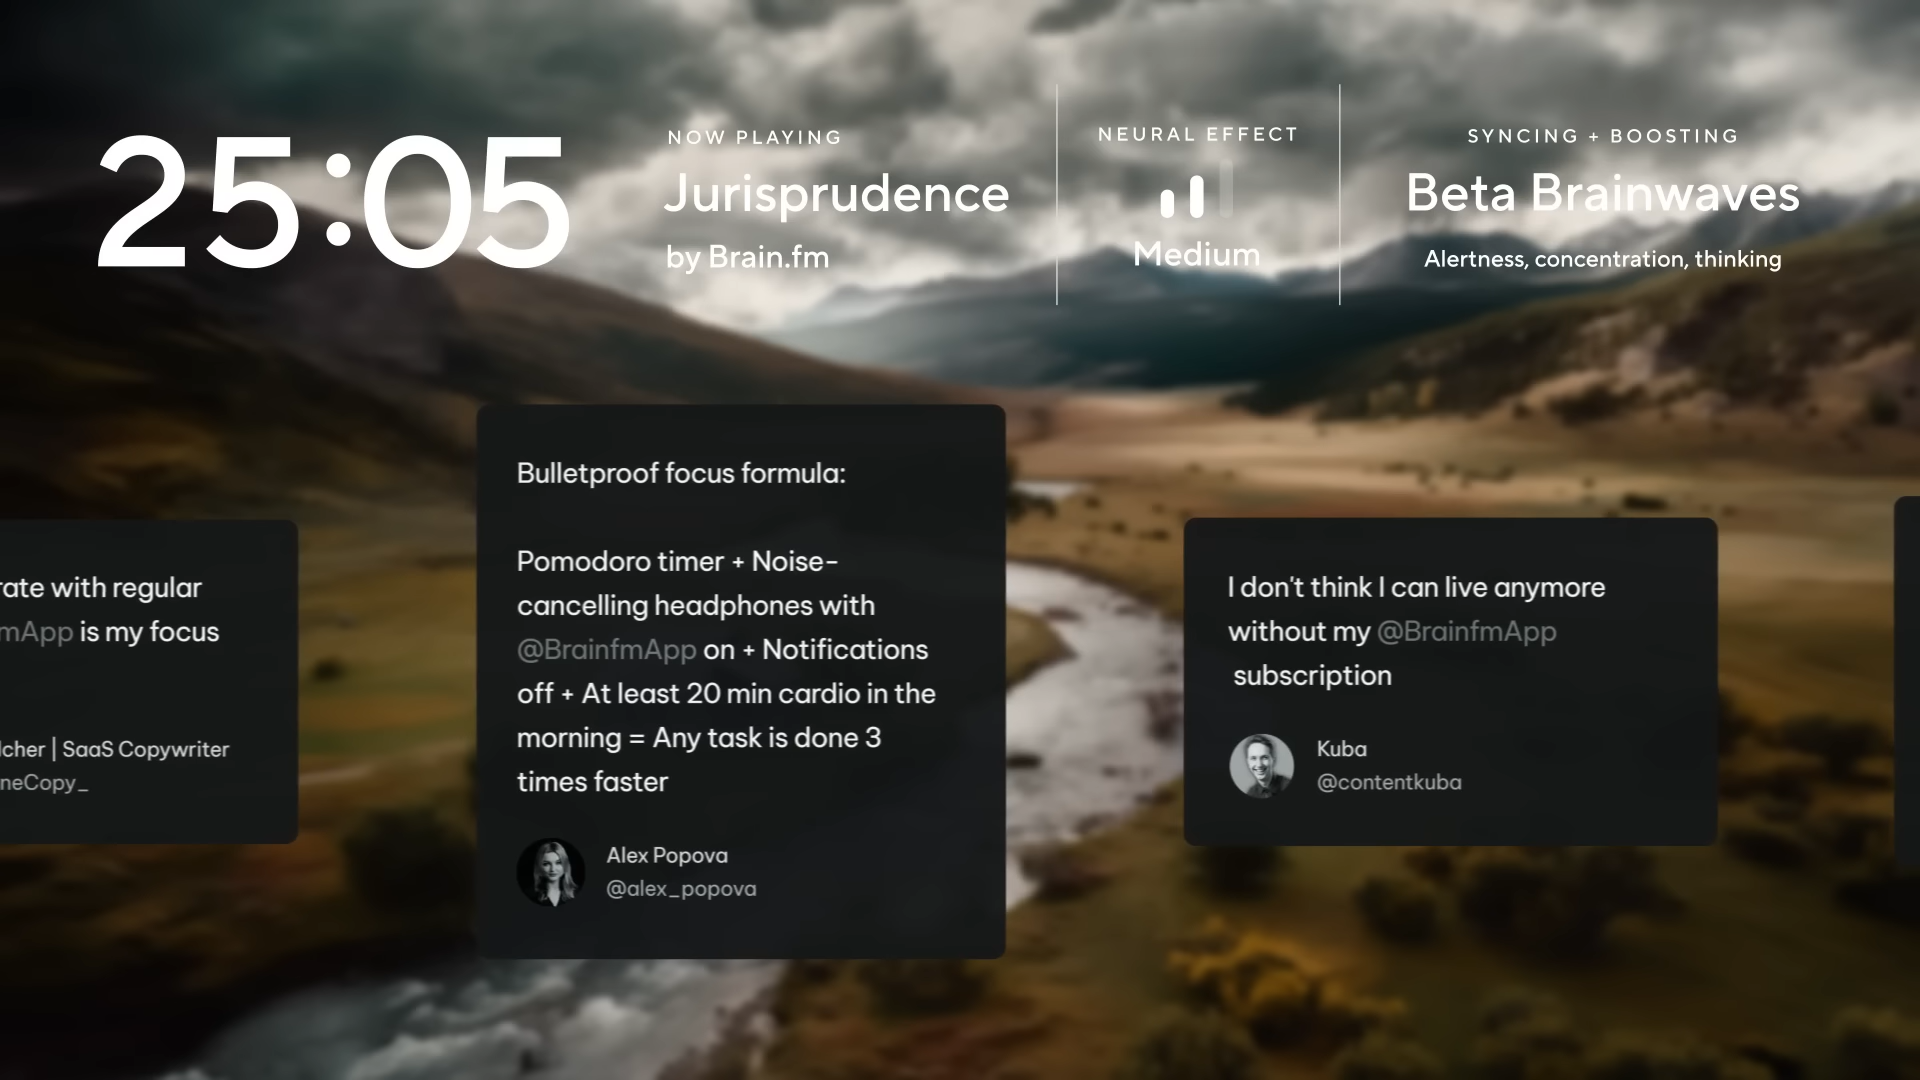 25:05
NOW PLAYING
Jurisprudence
by Brain.fm
NEURAL EFFECT
Medium
SYNCING + BOOSTING
Beta Brainwaves
Alertness, concentration, thinking
rate with regular
mApp is my focus
lcher | SaaS Copywriter
neCopy_
Bulletproof focus formula:
Pomodoro timer + Noise-
cancelling headphones with
@BrainfmApp on + Notifications
off + At least 20 min cardio in the
morning = Any task is done 3
times faster
Alex Popova
@alex_popova
I don't think I can live anymore
without my @BrainfmApp
subscription
Kuba
@contentkuba